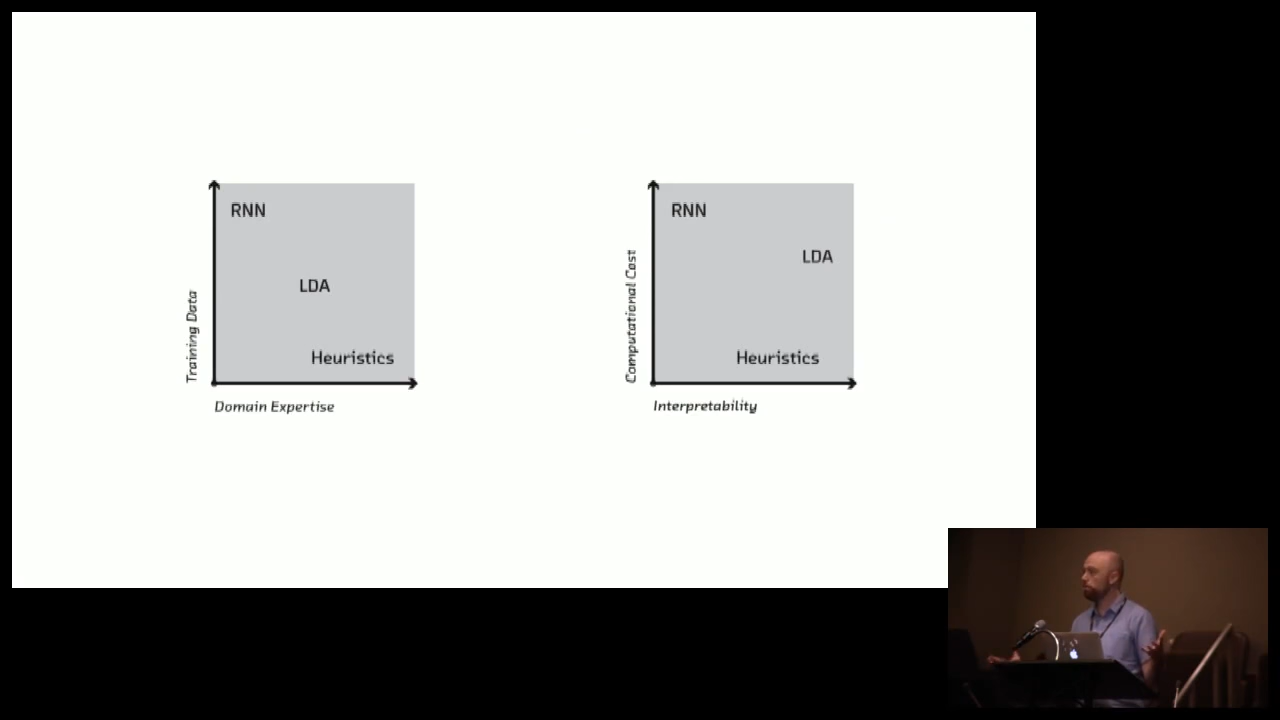 RNN
LDA
Heuristics
Training Data
Domain Expertise
RNN
LDA
Heuristics
Computational Cost
Interpretability